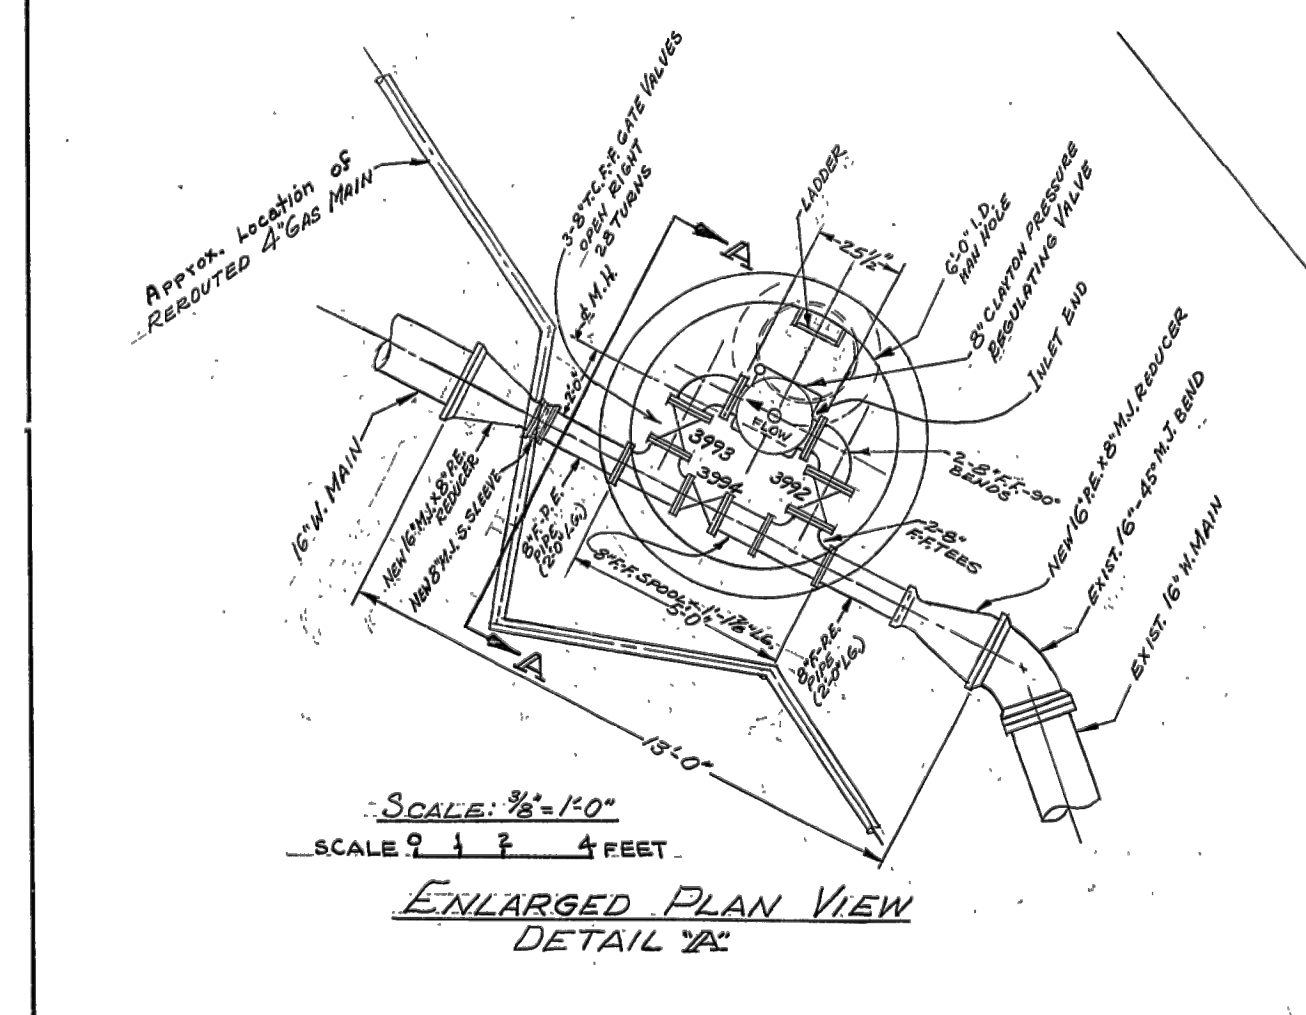 3-8" T.C.F.-F. GATE VALVES
OPEN RIGHT
28 TURNS
Approx. Location of
REROUTED 4" GAS MAIN
LADDER
A
25½"
6'-0" I.D.
MAN HOLE
8" CLAYTON PRESSURE
REGULATING VALVE
INLET END
¢ M.H.
2'-0"
FLOW
3993
3994
3992
2-8" F.F.-90°
BENDS
2-8"
F.F. TEES
16" W. MAIN
NEW 16" M.J. x 8" P.E.
REDUCER
NEW 8" M.J. S. SLEEVE
8" F.-P.E.
PIPE
(2'-0" LG.)
8" F.-F. SPOOL x 1'-1⅞" LG.
5'-0"
8" F.-P.E.
PIPE
(2'-0" LG.)
NEW 16" P.E. x 8" M.J. REDUCER
EXIST. 16"-45° M.J. BEND
EXIST. 16" W. MAIN
A
13'-0"
SCALE: 3/8" = 1'-0"
SCALE 0 1 2 4 FEET
ENLARGED PLAN VIEW
DETAIL "A"